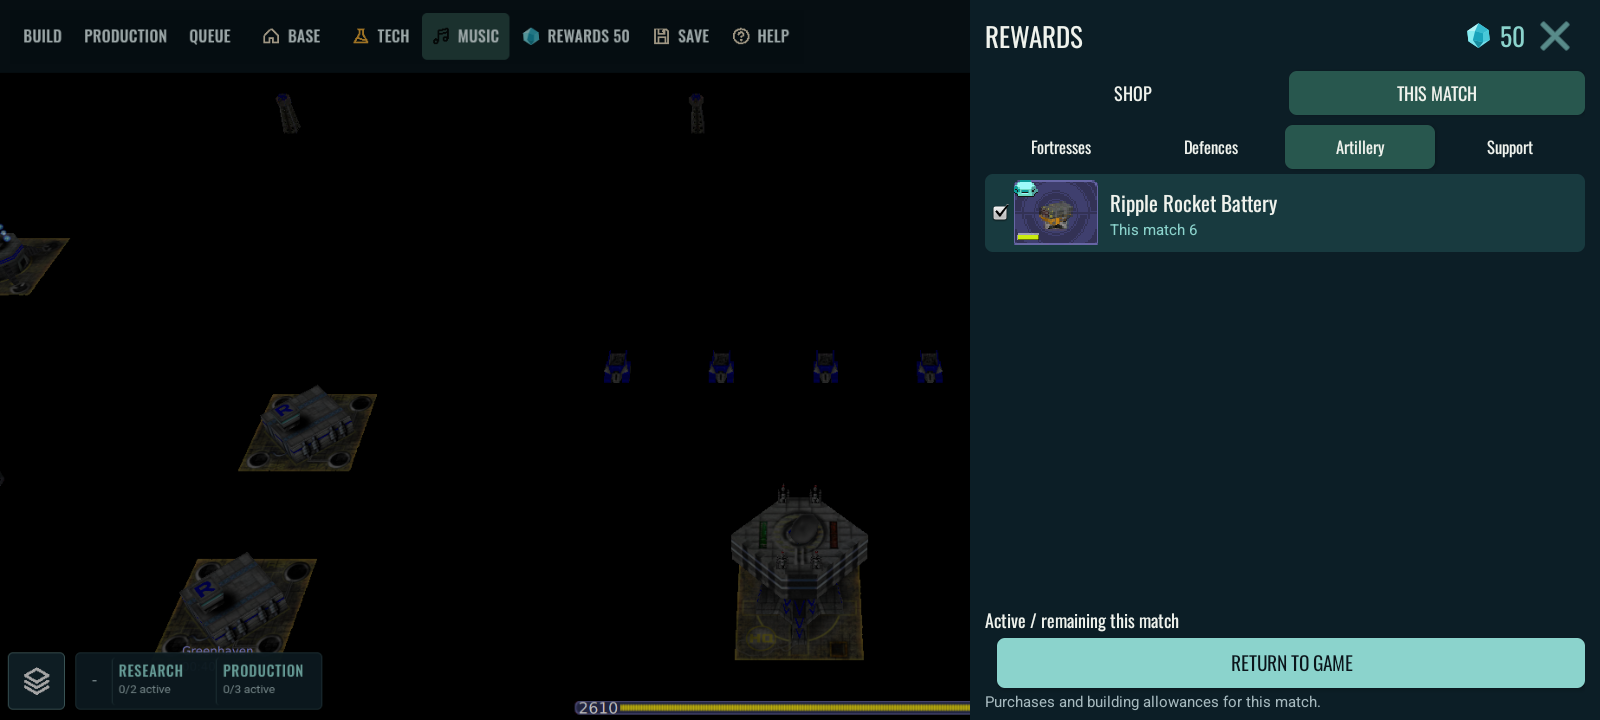 BUILD PRODUCTION QUEUE BASE TECH MUSIC REWARDS 50 SAVE HELP
REWARDS 50
SHOP THIS MATCH
Fortresses Defences Artillery Support
Ripple Rocket Battery
This match 6
R
R
HQ
Greenhaven
- RESEARCH PRODUCTION
0/2 active 0/3 active
2610
Active / remaining this match
RETURN TO GAME
Purchases and building allowances for this match.